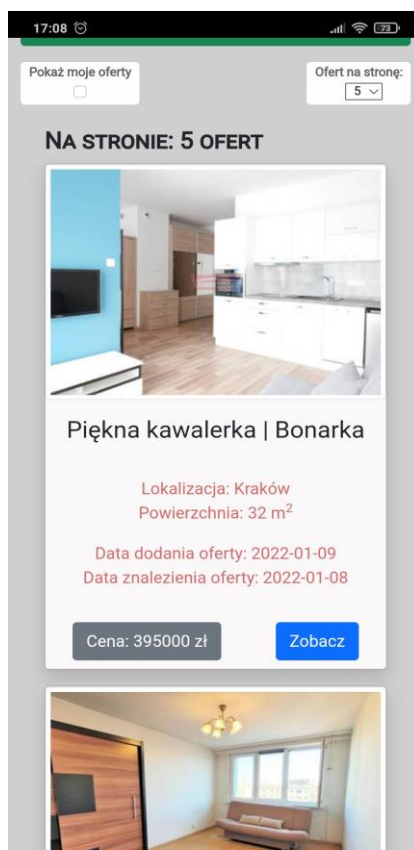 17:08
73
Pokaż moje oferty
Ofert na stronę:
5
NA STRONIE: 5 OFERT
Piękna kawalerka | Bonarka
Lokalizacja: Kraków
Powierzchnia: 32 m²
Data dodania oferty: 2022-01-09
Data znalezienia oferty: 2022-01-08
Cena: 395000 zł
Zobacz